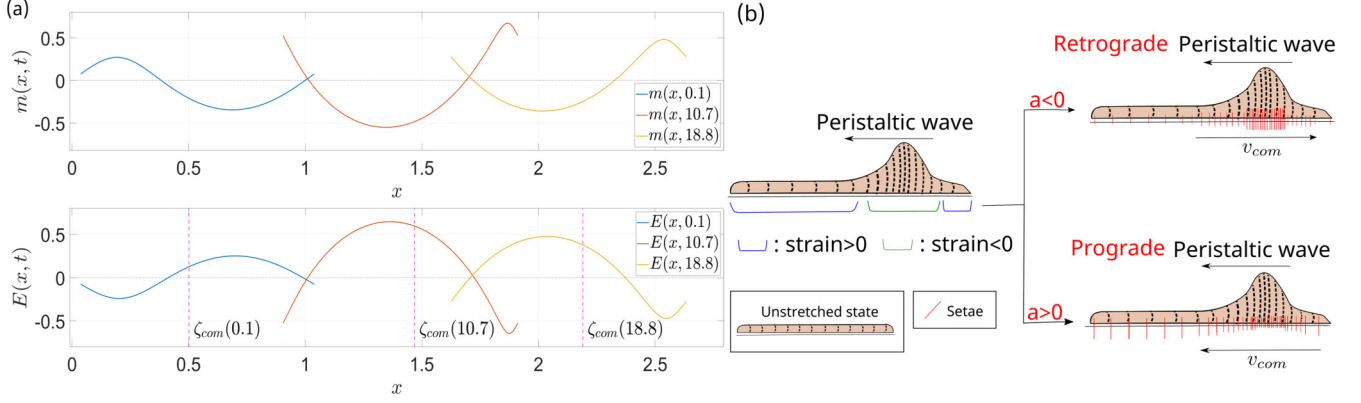 (a)
0.5
0
-0.5
m(x, t)
m(x, 0.1)
m(x, 10.7)
m(x, 18.8)
0 0.5 1 1.5 2 2.5
x
0.5
0
-0.5
E(x, t)
E(x, 0.1)
E(x, 10.7)
E(x, 18.8)
ζcom(0.1)
ζcom(10.7)
ζcom(18.8)
0 0.5 1 1.5 2 2.5
x
(b)
Peristaltic wave
: strain>0
: strain<0
Unstretched state
Setae
a<0
Retrograde Peristaltic wave
vcom
a>0
Prograde Peristaltic wave
vcom